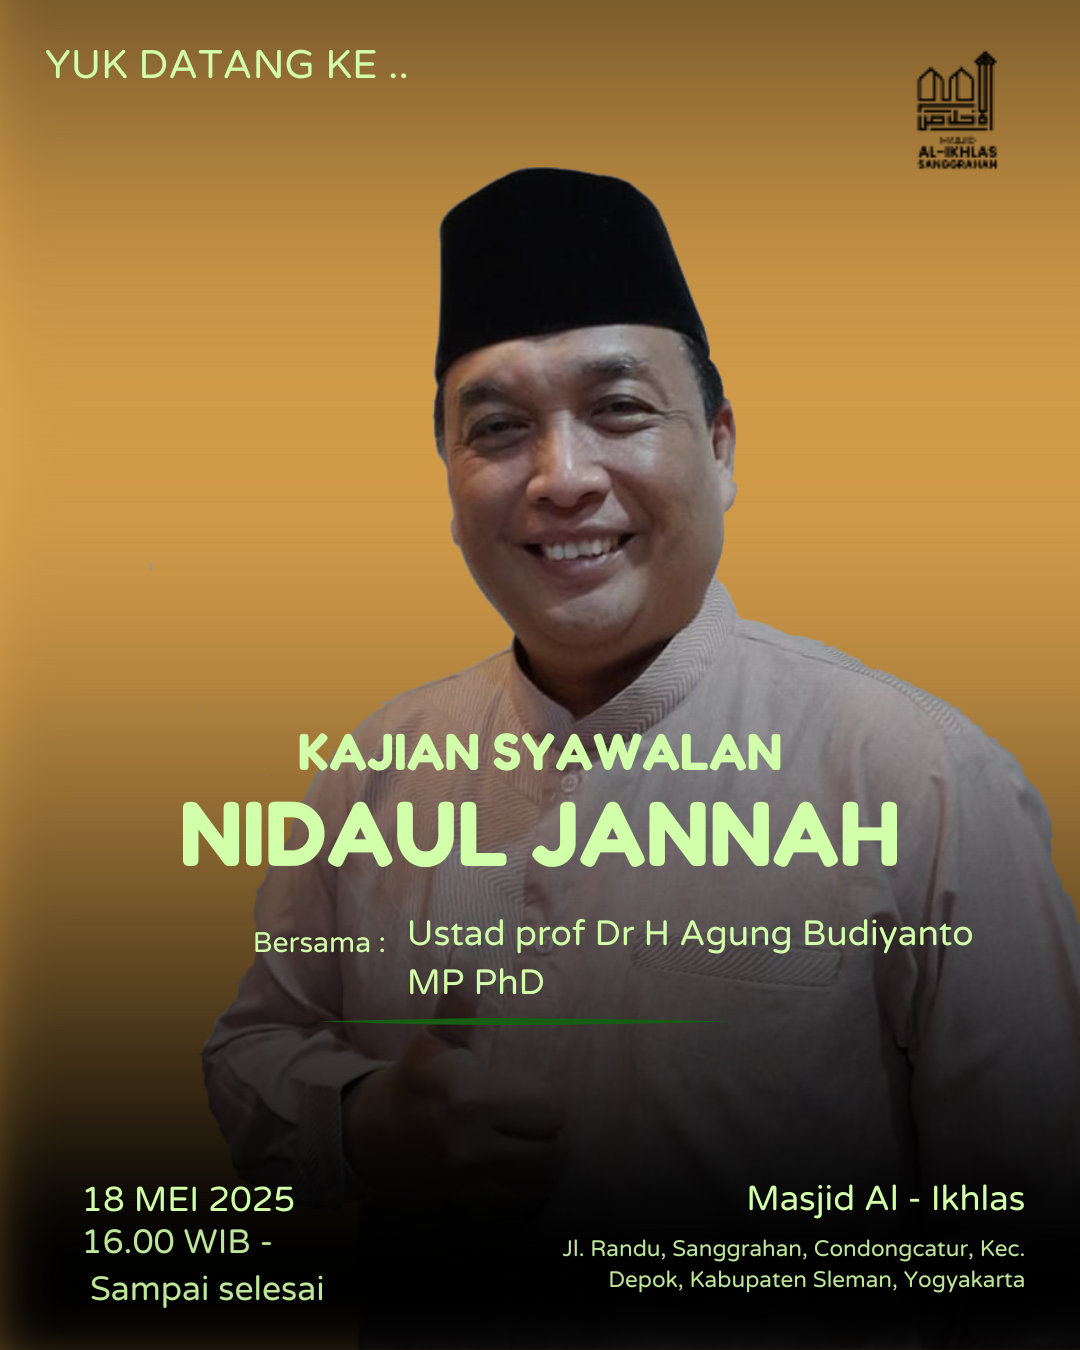 YUK DATANG KE ..
الإخلاص
MASJID
AL-IKHLAS
SANGGRAHAN
KAJIAN SYAWALAN
NIDAUL JANNAH
Bersama :
Ustad prof Dr H Agung Budiyanto
MP PhD
18 MEI 2025
16.00 WIB -
Sampai selesai
Masjid Al - Ikhlas
Jl. Randu, Sanggrahan, Condongcatur, Kec.
Depok, Kabupaten Sleman, Yogyakarta